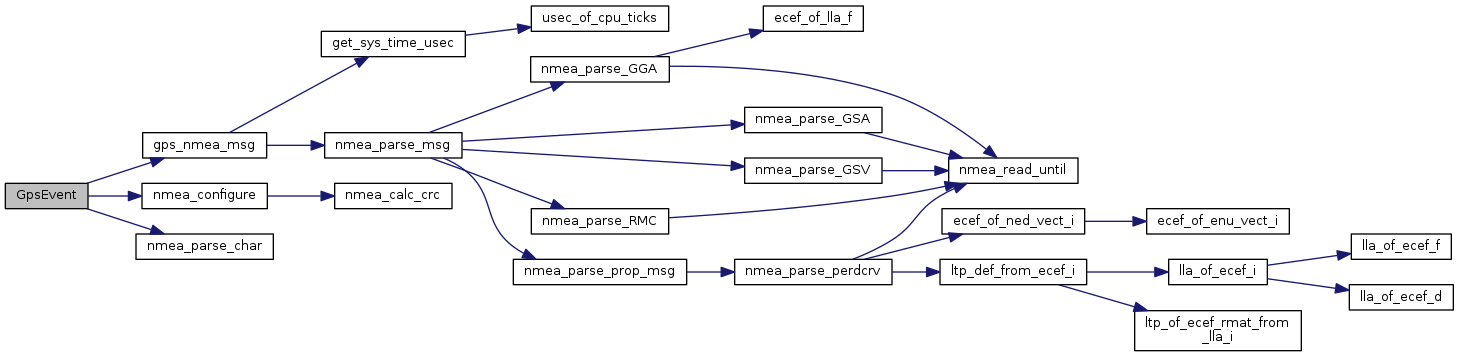 usec_of_cpu_ticks
ecef_of_lla_f
get_sys_time_usec
nmea_parse_GGA
nmea_parse_GSA
gps_nmea_msg
nmea_parse_msg
nmea_parse_GSV
nmea_read_until
GpsEvent
nmea_configure
nmea_calc_crc
nmea_parse_RMC
ecef_of_ned_vect_i
ecef_of_enu_vect_i
nmea_parse_char
lla_of_ecef_f
nmea_parse_prop_msg
nmea_parse_perdcrv
ltp_def_from_ecef_i
lla_of_ecef_i
lla_of_ecef_d
ltp_of_ecef_rmat_from
_lla_i